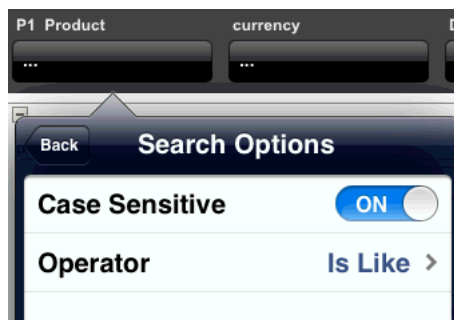 P1 Product currency
... ...
Back Search Options
Case Sensitive ON
Operator Is Like >